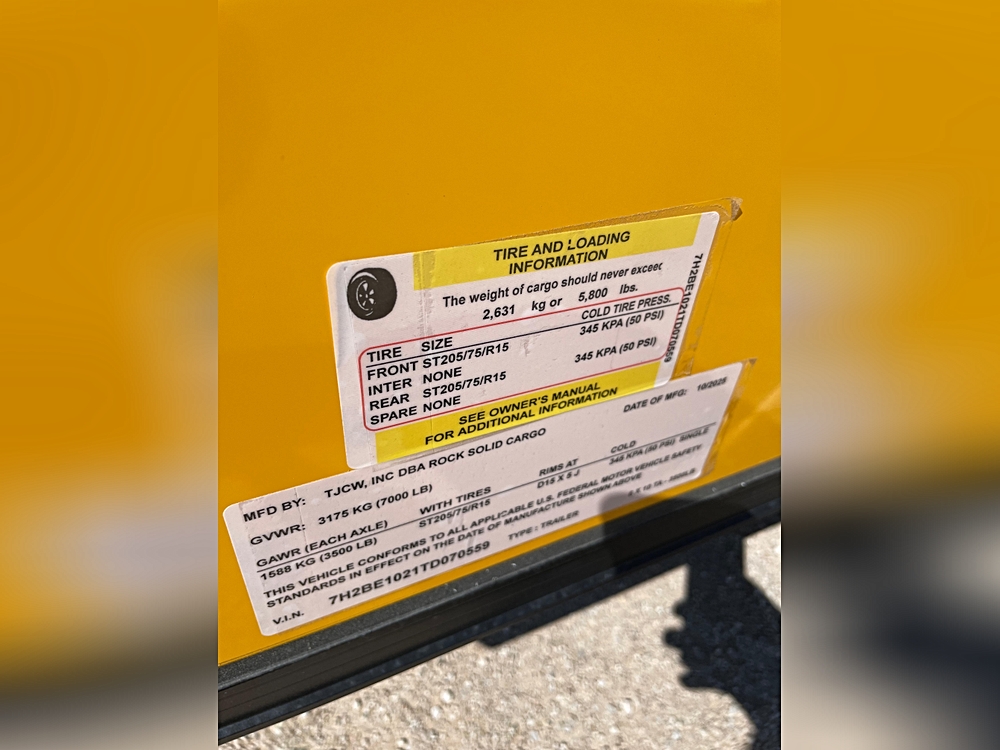 TIRE AND LOADING
INFORMATION
The weight of cargo should never exceed
2,631 kg or 5,800 lbs.
TIRE SIZE COLD TIRE PRESS.
FRONT ST205/75/R15 345 KPA (50 PSI)
INTER NONE
REAR ST205/75/R15 345 KPA (50 PSI)
SPARE NONE
SEE OWNER'S MANUAL
FOR ADDITIONAL INFORMATION
7H2BE1021TD070559
MFD BY: TJCW, INC DBA ROCK SOLID CARGO DATE OF MFG: 10/2025
GVWR: 3175 KG (7000 LB)
GAWR (EACH AXLE) WITH TIRES RIMS AT COLD
1588 KG (3500 LB) ST205/75/R15 D15 X 5 J 345 KPA (50 PSI) SINGLE
THIS VEHICLE CONFORMS TO ALL APPLICABLE U.S. FEDERAL MOTOR VEHICLE SAFETY
STANDARDS IN EFFECT ON THE DATE OF MANUFACTURE SHOWN ABOVE
V.I.N. 7H2BE1021TD070559 TYPE: TRAILER